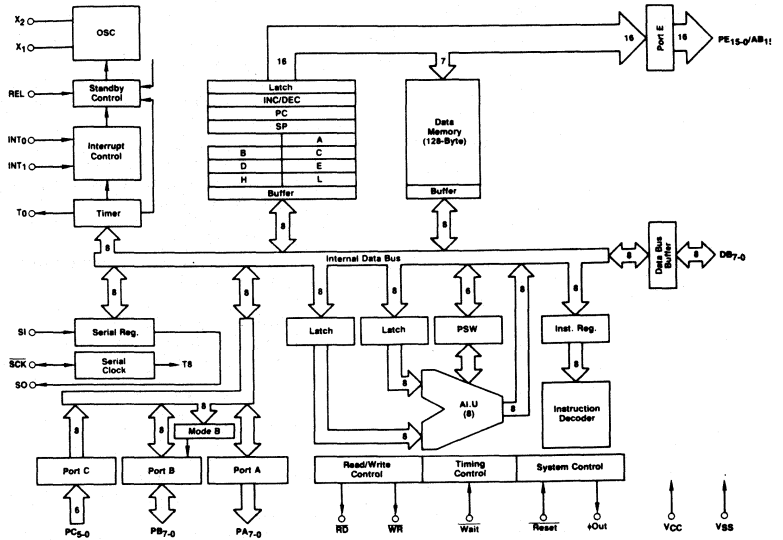 X2
OSC
X1
REL
Standby
Control
INT0
Interrupt
Control
INT1
T0
Timer
8
16
Latch
INC/DEC
PC
SP
A
B
C
D
E
H
L
Buffer
8
7
Data
Memory
(128-Byte)
Buffer
8
16
Port E
16
PE15-0/AB15
Internal Data Bus
8
Data Bus
Buffer
8
DB7-0
8
8
8
8
6
8
8
SI
Serial Reg.
SCK
Serial
Clock
T8
SO
Latch
Latch
PSW
Inst. Reg.
8
8
8
ALU
(8)
8
Instruction
Decoder
8
8
8
Mode B
8
8
Port C
Port B
Port A
6
PC5-0
PB7-0
PA7-0
Read/Write
Control
Timing
Control
System Control
RD
WR
Wait
Reset
ϕOut
VCC
VSS